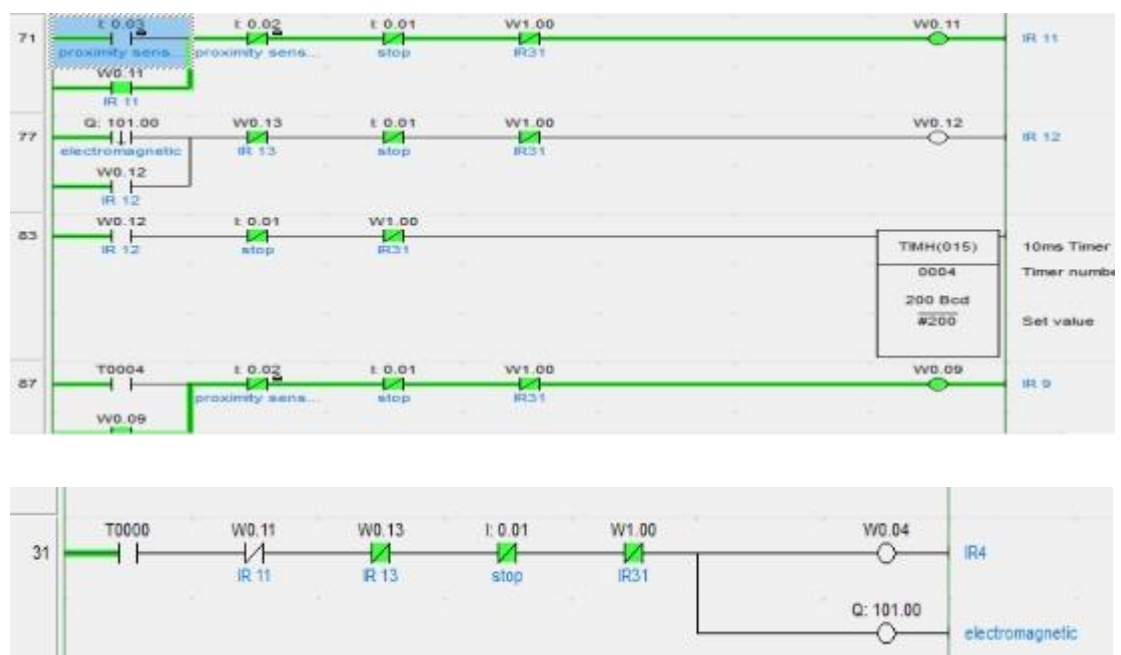 I: 0.03 I: 0.02 I: 0.01 W1.00 W0.11
71 IR 11
proximity sens... proximity sens... stop IR31
W0.11
IR 11
Q: 101.00 W0.13 I: 0.01 W1.00 W0.12
77 IR 12
electromagnetic IR 13 stop IR31
W0.12
IR 12
W0.12 I: 0.01 W1.00
83
IR 12 stop IR31
TIMH(015) 10ms Timer
0004 Timer numbe
200 Bcd
#200 Set value
T0004 I: 0.02 I: 0.01 W1.00 W0.09
87 IR 9
proximity sens... stop IR31
W0.09
T0000 W0.11 W0.13 I: 0.01 W1.00 W0.04
31 IR4
IR 11 IR 13 stop IR31
Q: 101.00
electromagnetic